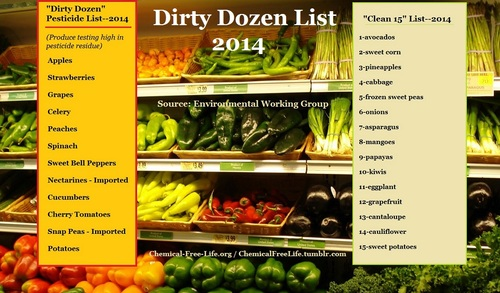 "Dirty Dozen"
Pesticide List--2014
(Produce testing high in
pesticide residue)
Apples
Strawberries
Grapes
Celery
Peaches
Spinach
Sweet Bell Peppers
Nectarines - Imported
Cucumbers
Cherry Tomatoes
Snap Peas - Imported
Potatoes
Dirty Dozen List
2014
Source: Environmental Working Group
Chemical-Free-Life.org / ChemicalFreeLife.tumblr.com
"Clean 15" List--2014
1-avocados
2-sweet corn
3-pineapples
4-cabbage
5-frozen sweet peas
6-onions
7-asparagus
8-mangoes
9-papayas
10-kiwis
11-eggplant
12-grapefruit
13-cantaloupe
14-cauliflower
15-sweet potatoes